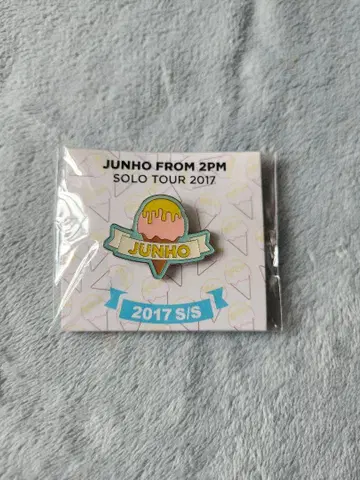 JUNHO FROM 2PM
SOLO TOUR 2017
JUNHO
2017 S/S